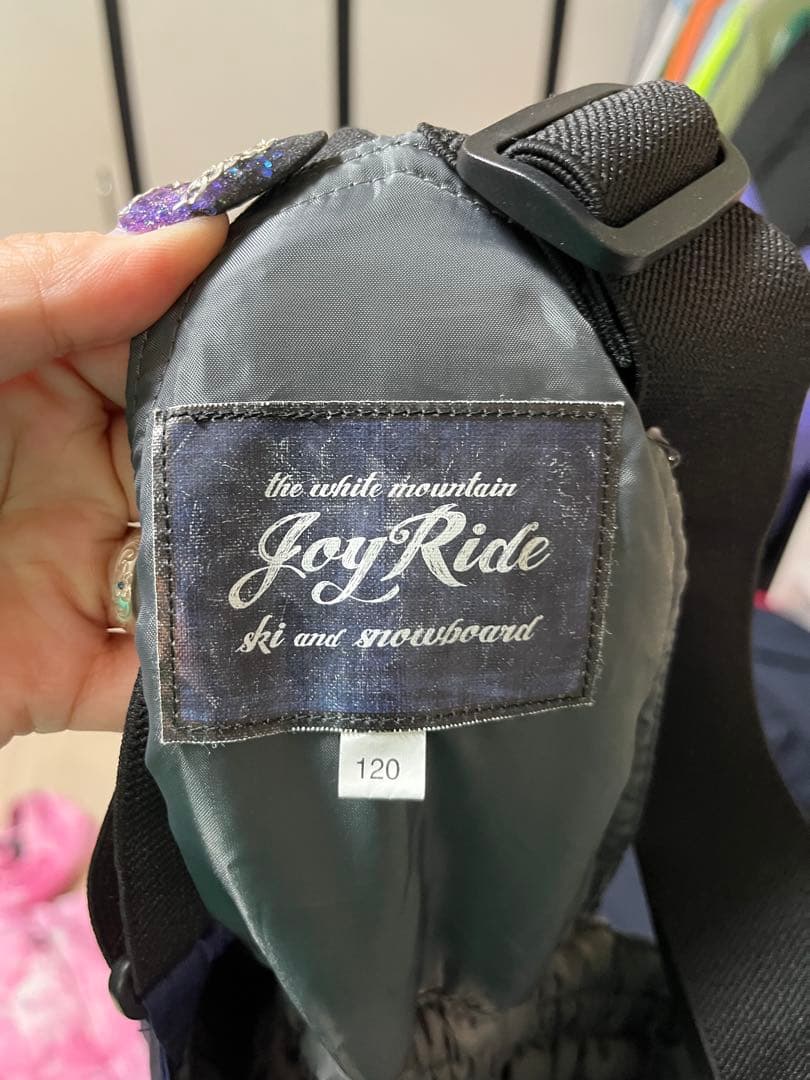 the white mountain
JoyRide
ski and snowboard
120